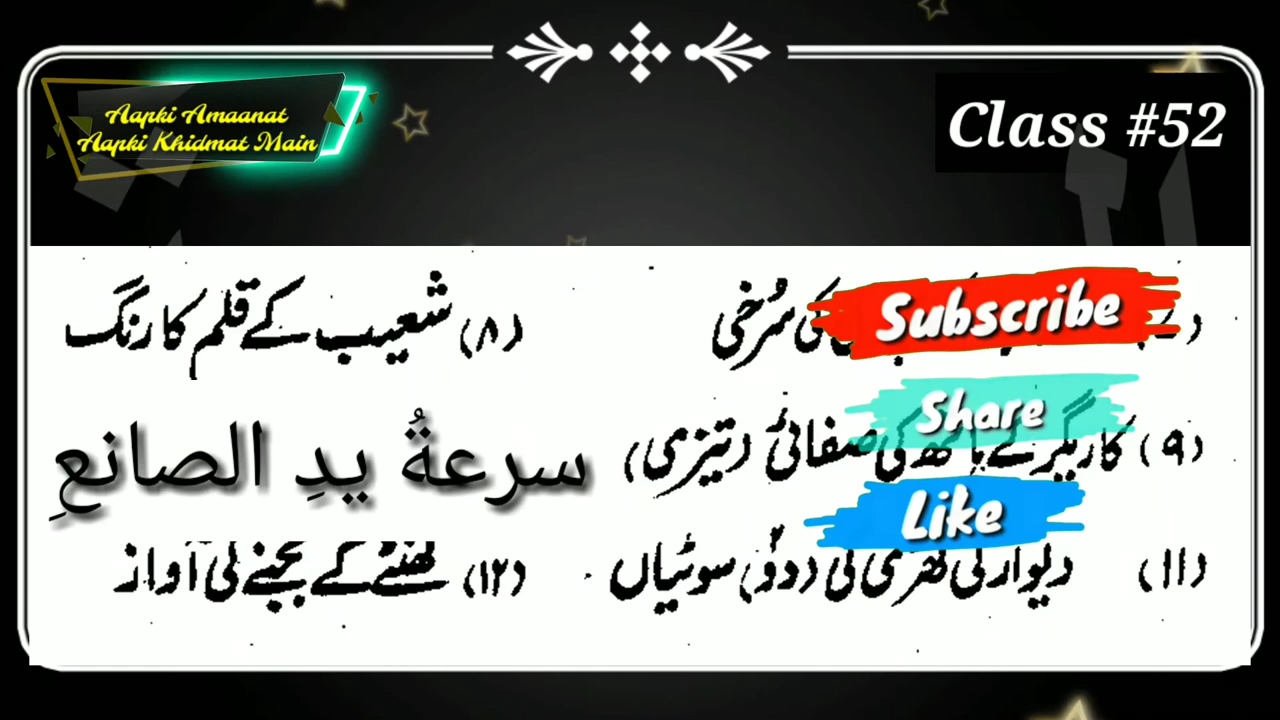 Aapki Amaanat
Aapki Khidmat Main
Class #52
کی سُرخی
(۸) شعیب کے قلم کا رنگ
Subscribe
Share
(۹) کاریگر کے ہاتھ کی صفائی (تیزی)
سرعةُ يدِ الصانعِ
Like
(۱۱) دیوار کی گھڑی کی (دو) سوئیاں
(۱۲) گھنٹے کے بجنے کی آواز